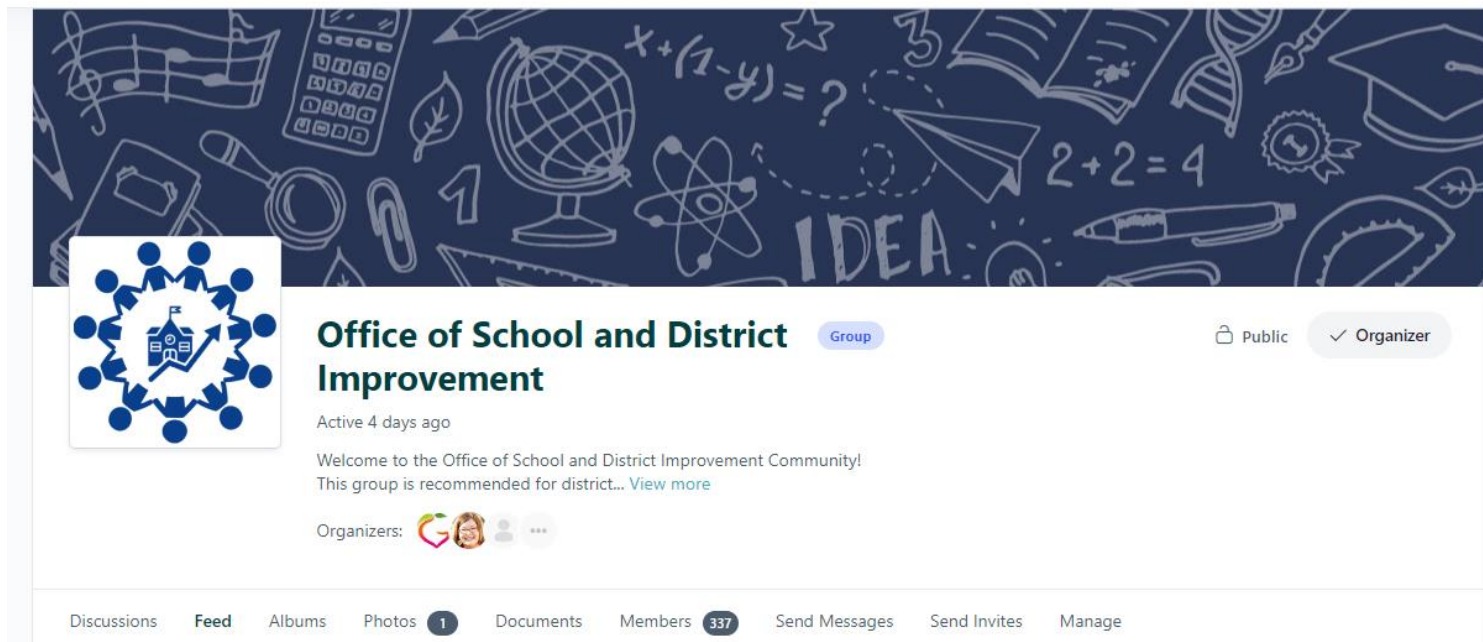 x+(1-y)=?
3
1
2+2=4
IDEA
Office of School and District Group
Improvement
Public
Organizer
Active 4 days ago
Welcome to the Office of School and District Improvement Community!
This group is recommended for district... View more
Organizers:
Discussions Feed Albums Photos 1 Documents Members 337 Send Messages Send Invites Manage